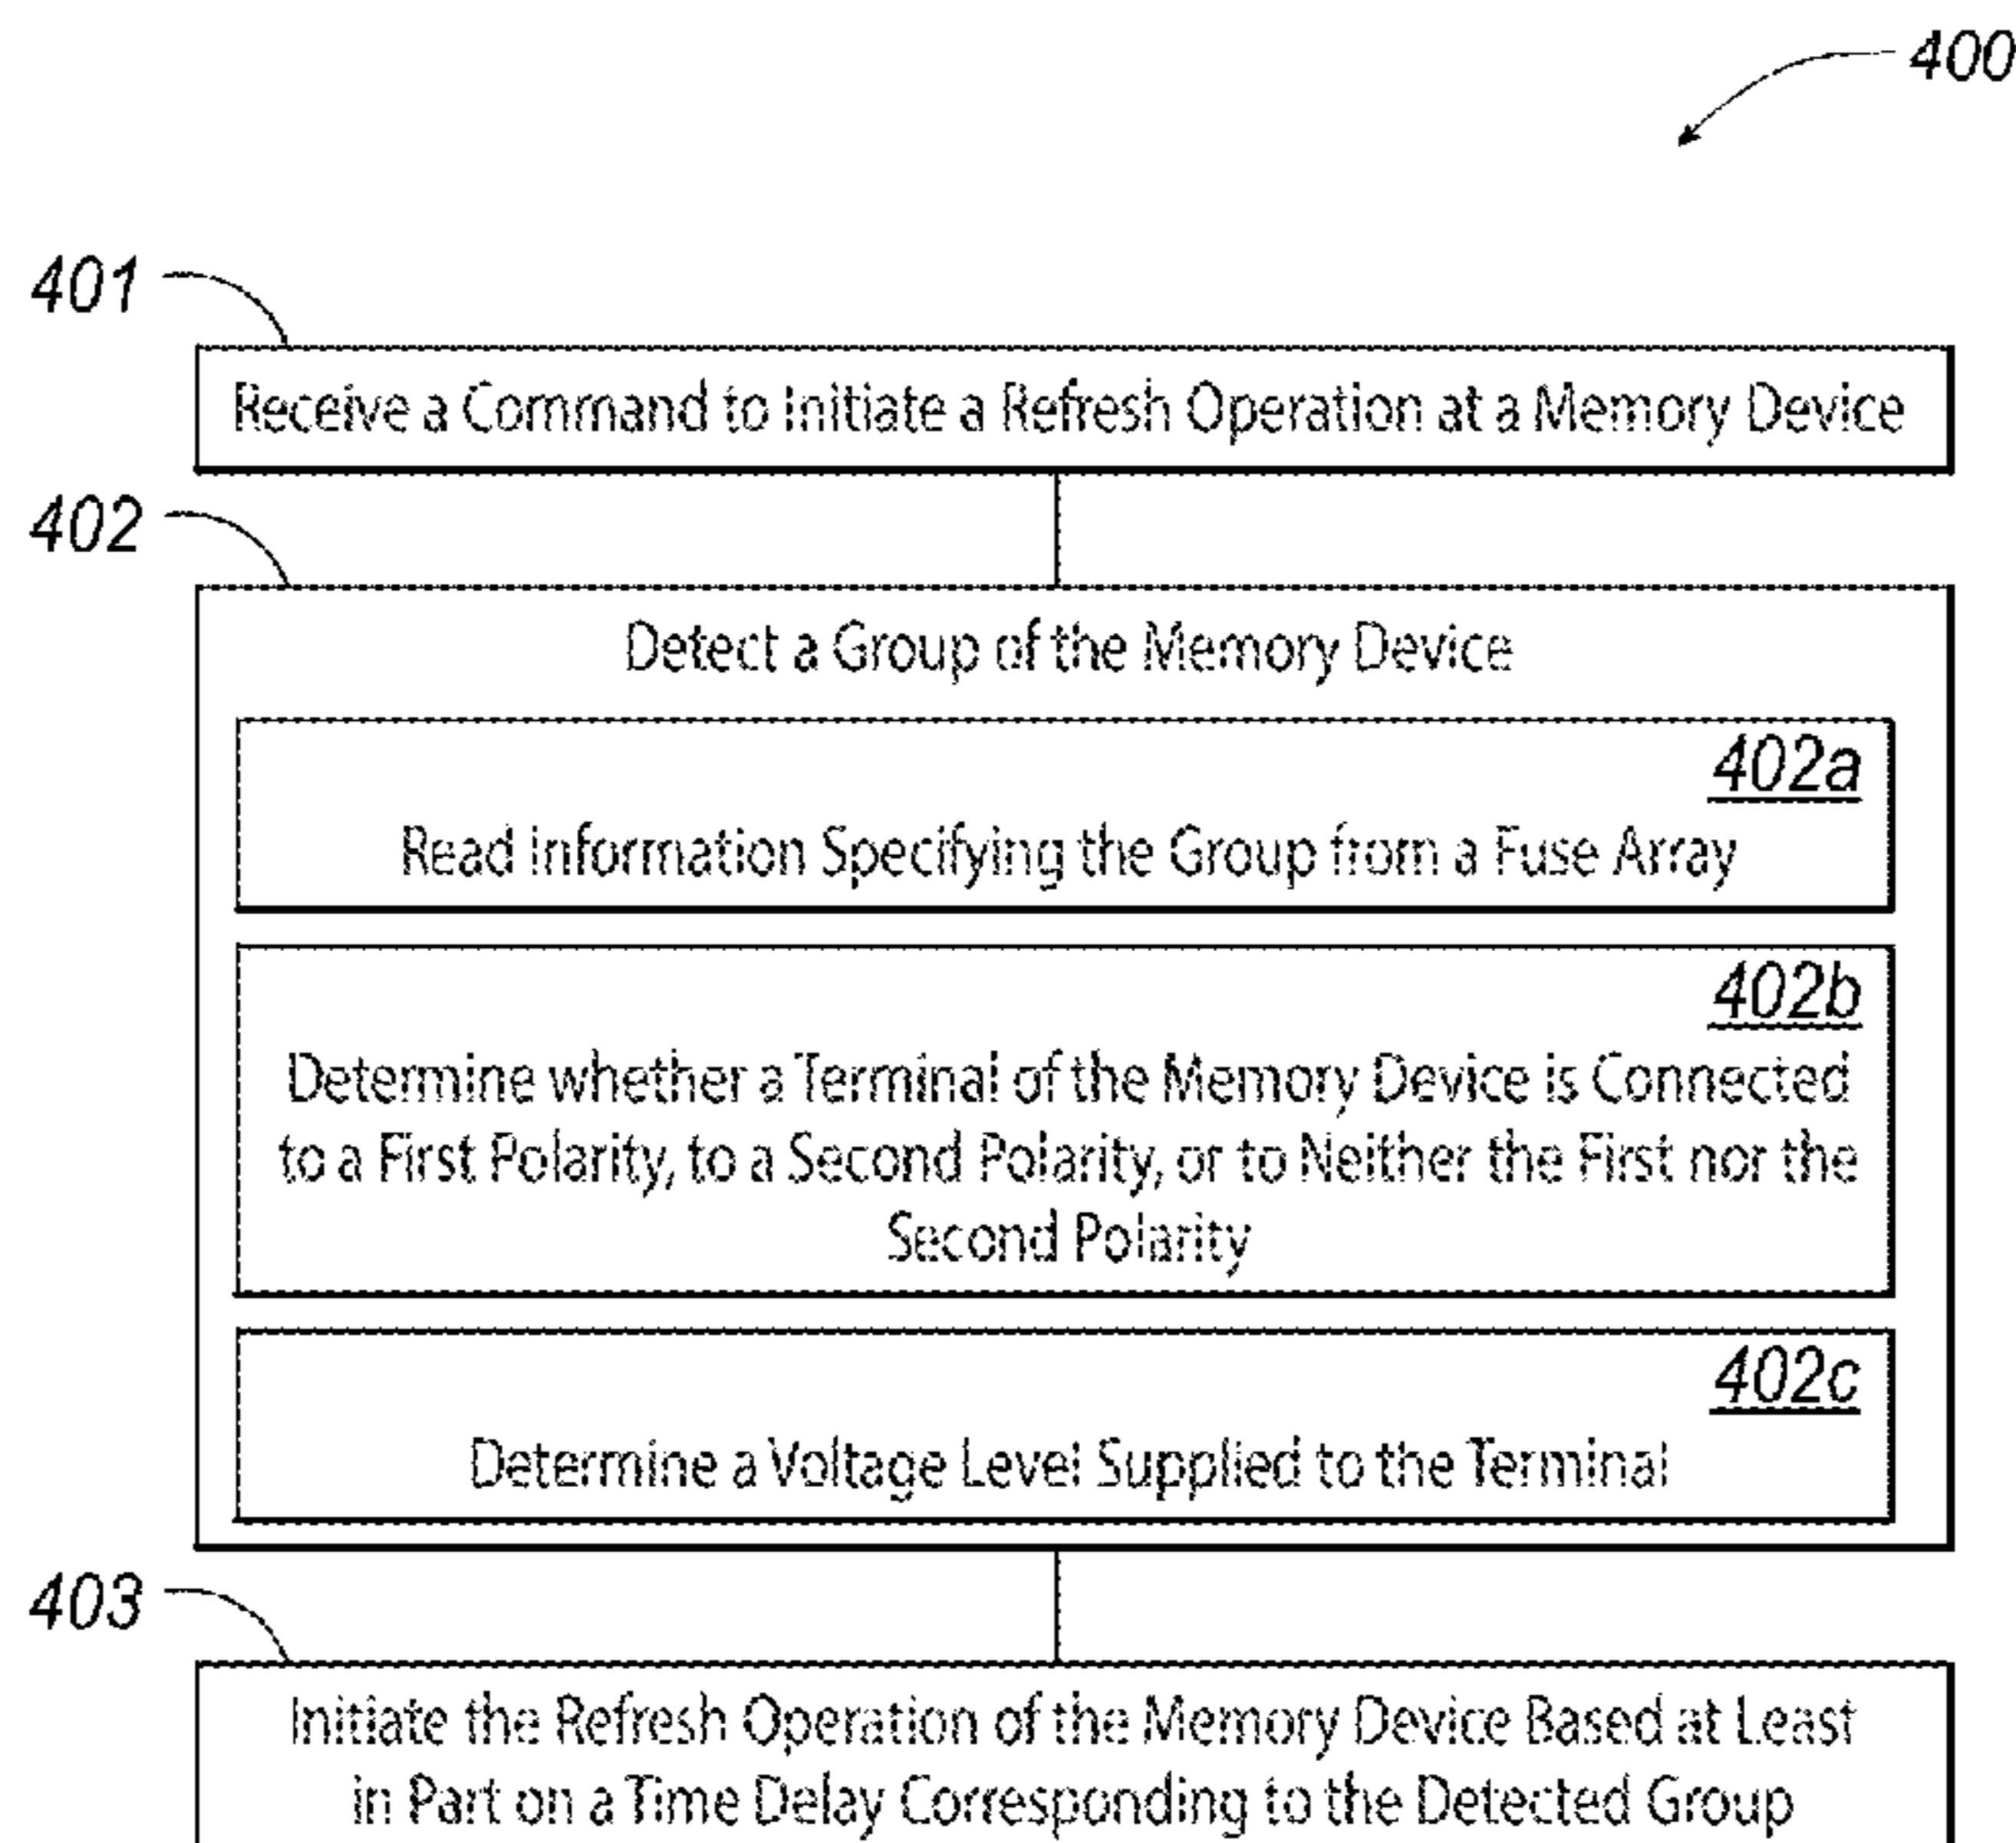 400
401
Receive a Command to Initiate a Refresh Operation at a Memory Device
402
Detect a Group of the Memory Device
402a
Read Information Specifying the Group from a Fuse Array
402b
Determine whether a Terminal of the Memory Device is Connected
to a First Polarity, to a Second Polarity, or to Neither the First nor the
Second Polarity
402c
Determine a Voltage Level Supplied to the Terminal
403
Initiate the Refresh Operation of the Memory Device Based at Least
in Part on a Time Delay Corresponding to the Detected Group